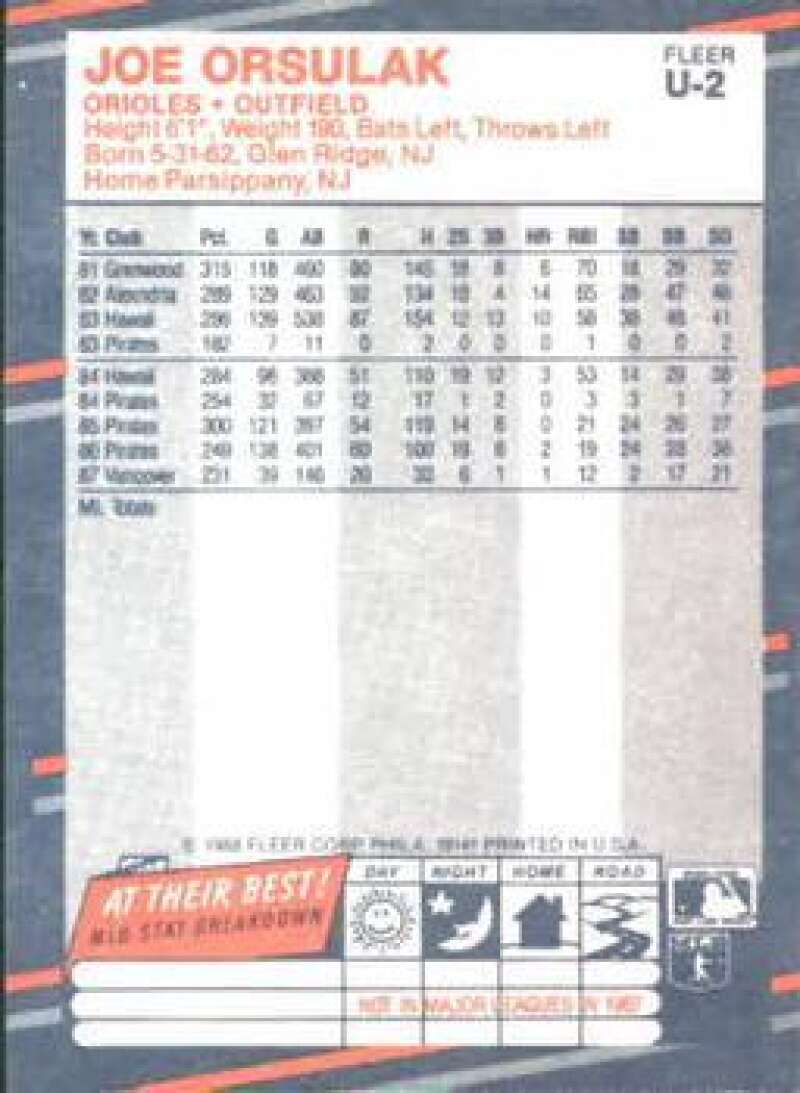 JOE ORSULAK
FLEER
U-2
ORIOLES • OUTFIELD
Height 6'1", Weight 190, Bats Left, Throws Left
Born 5-31-62, Glen Ridge, NJ
Home Parsippany, NJ
Yr. Club Pct. G AB R H 2B 3B HR RBI SB BB SO
81 Greenwood 315 118 460 80 145 18 8 6 70 18 29 32
82 Alexandria 289 129 463 92 134 18 4 14 65 28 47 46
83 Hawaii 286 139 538 87 154 12 13 10 58 38 48 41
83 Pirates 182 7 11 0 2 0 0 0 1 0 0 2
84 Hawaii 284 98 388 51 110 19 12 3 53 14 29 38
84 Pirates 254 32 67 12 17 1 2 0 3 3 1 7
85 Pirates 300 121 397 54 119 14 6 0 21 24 26 27
86 Pirates 249 138 401 60 100 19 6 2 19 24 28 38
87 Vancouver 231 39 146 20 30 6 1 1 12 2 17 21
ML Totals
© 1988 FLEER CORP PHILA. 19141 PRINTED IN U.S.A.
AT THEIR BEST!
MLB STAT BREAKDOWN
DAY NIGHT HOME ROAD
NOT IN MAJOR LEAGUES IN 1987